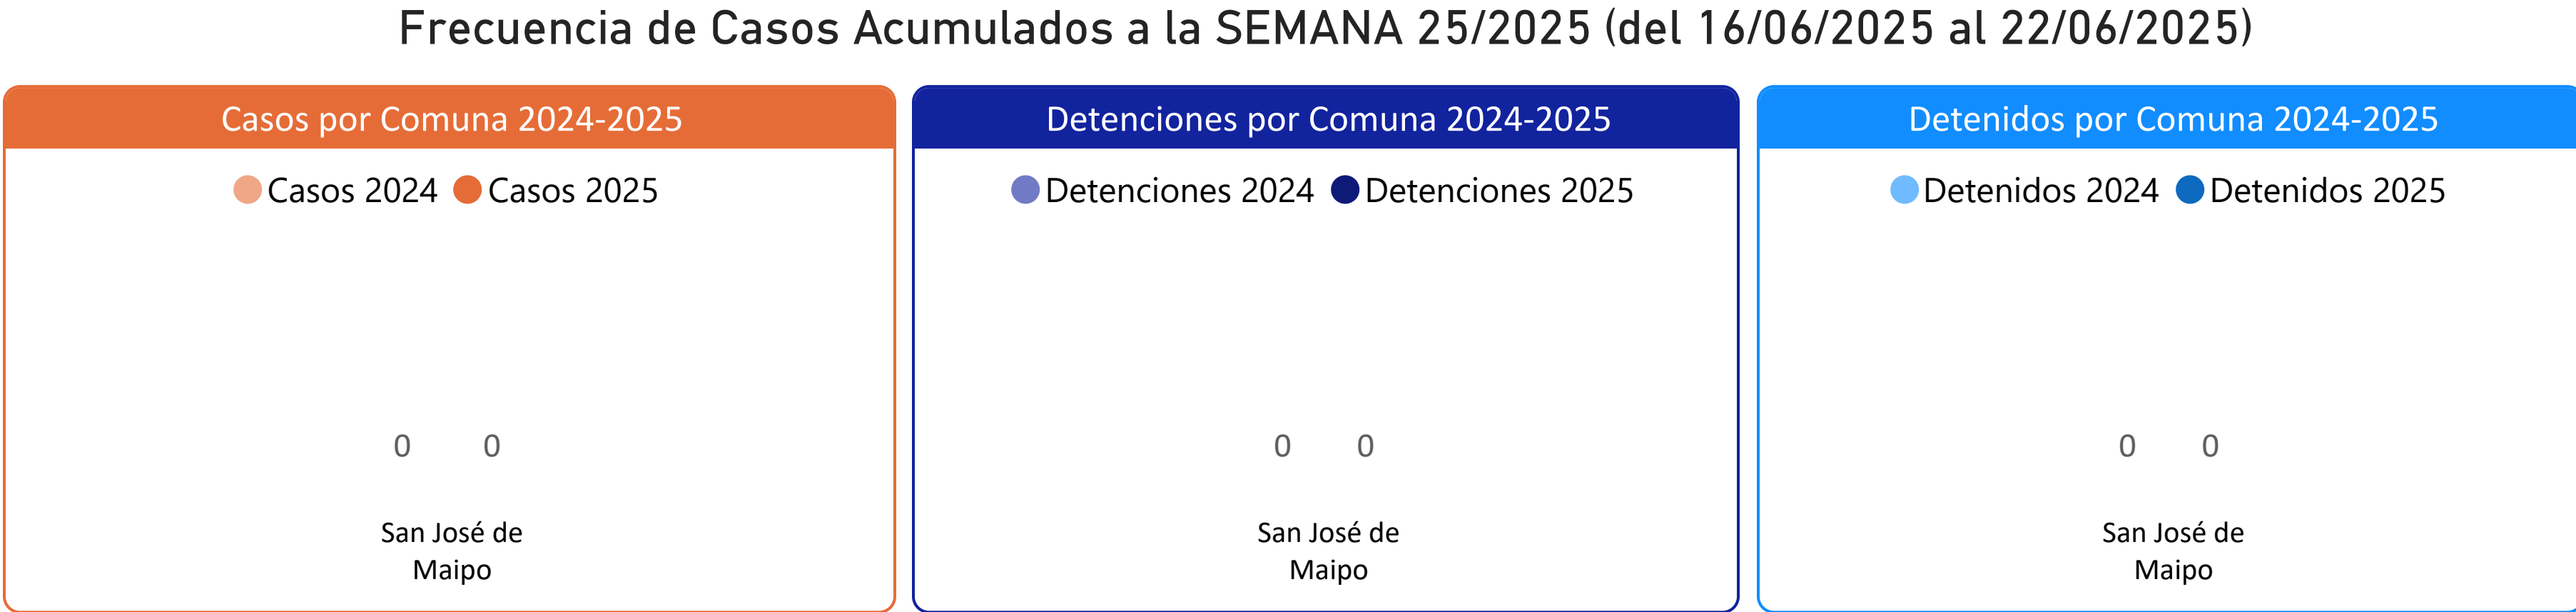 Frecuencia de Casos Acumulados a la SEMANA 25/2025 (del 16/06/2025 al 22/06/2025)
Casos por Comuna 2024-2025
Casos 2024 Casos 2025
0 0
San José de
Maipo
Detenciones por Comuna 2024-2025
Detenciones 2024 Detenciones 2025
0 0
San José de
Maipo
Detenidos por Comuna 2024-2025
Detenidos 2024 Detenidos 2025
0 0
San José de
Maipo